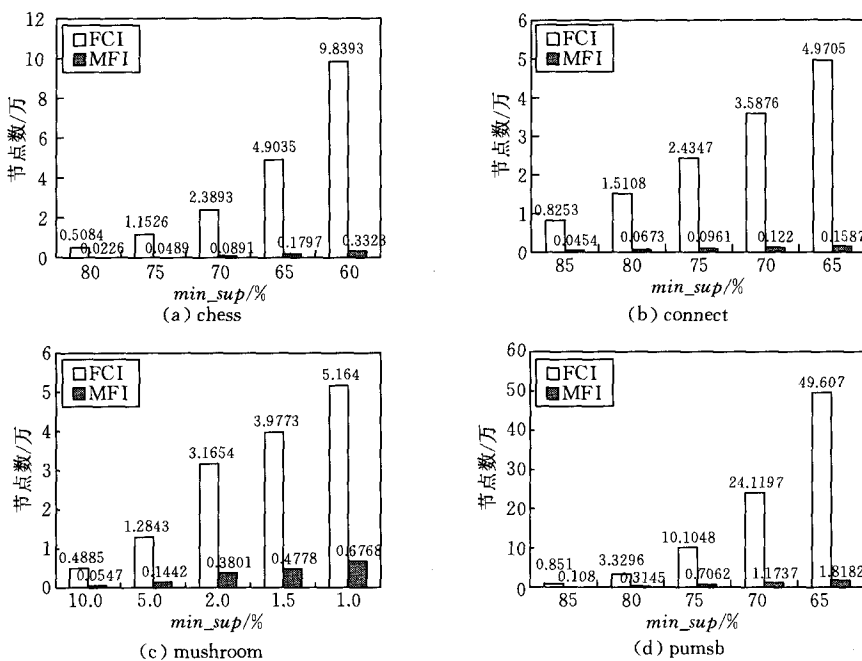 12
10
8
6
4
2
0
节点数/万
FCI
MFI
0.5084
0.0226
1.1526
0.0489
2.3893
0.0891
4.9035
0.1797
9.8393
0.3328
80 75 70 65 60
min_sup/%
(a) chess
6
5
4
3
2
1
0
节点数/万
FCI
MFI
0.8253
0.0454
1.5108
0.0673
2.4347
0.0961
3.5876
0.122
4.9705
0.1587
85 80 75 70 65
min_sup/%
(b) connect
6
5
4
3
2
1
0
节点数/万
FCI
MFI
0.4885
0.0547
1.2843
0.1442
3.1654
0.3801
3.9773
0.4778
5.164
0.6768
10.0 5.0 2.0 1.5 1.0
min_sup/%
(c) mushroom
60
50
40
30
20
10
0
节点数/万
FCI
MFI
0.851
0.108
3.3296
0.3145
10.1048
0.7062
24.1197
1.1737
49.607
1.8182
85 80 75 70 65
min_sup/%
(d) pumsb